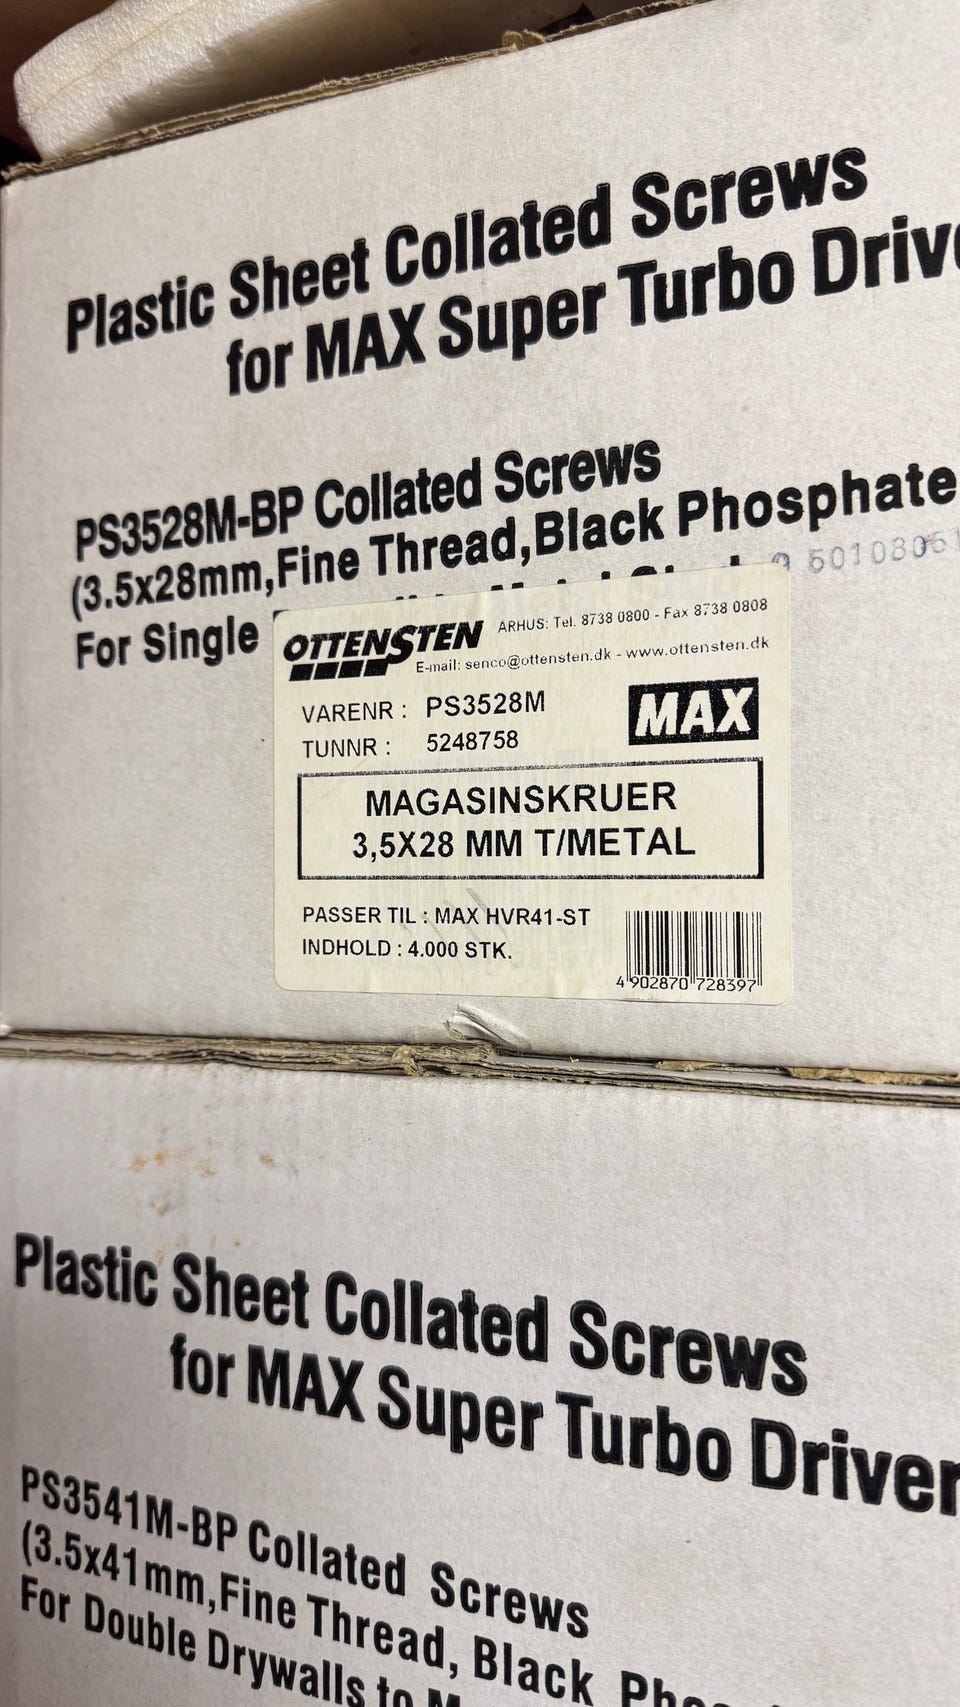 Plastic Sheet Collated Screws
for MAX Super Turbo
PS3528M-BP Collated Screws
(3.5x28mm,Fine Thread,Black Phosphate
For Single
OTTENSTEN
ARHUS: Tel. 8738 0800 - Fax 8738 0808
E-mail: senco@ottensten.dk - www.ottensten.dk
VARENR : PS3528M
TUNNR : 5248758
MAX
MAGASINSKRUER
3,5X28 MM T/METAL
PASSER TIL : MAX HVR41-ST
INDHOLD : 4.000 STK.
4 902870 728397
Plastic Sheet Collated Screws
for MAX Super Turbo Driver
PS3541M-BP Collated Screws
(3.5x41mm,Fine Thread, Black
For Double Drywalls to